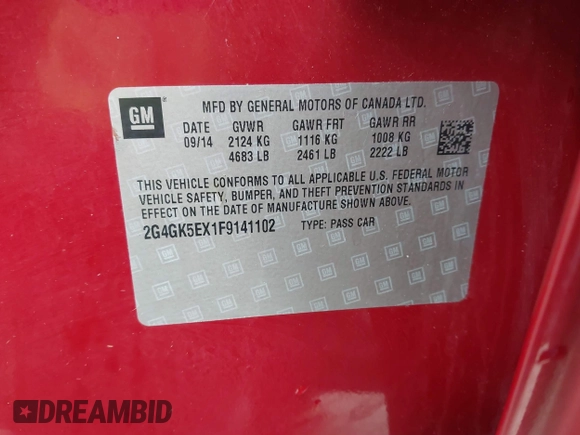 GM ®
MFD BY GENERAL MOTORS OF CANADA LTD.
DATE GVWR GAWR FRT GAWR RR
09/14 2124 KG 1116 KG 1008 KG
4683 LB 2461 LB 2222 LB
THIS VEHICLE CONFORMS TO ALL APPLICABLE U.S. FEDERAL MOTOR
VEHICLE SAFETY, BUMPER, AND THEFT PREVENTION STANDARDS IN
EFFECT ON THE DATE OF MANUFACTURE SHOWN ABOVE.
2G4GK5EX1F9141102 TYPE: PASS CAR
DREAMBID